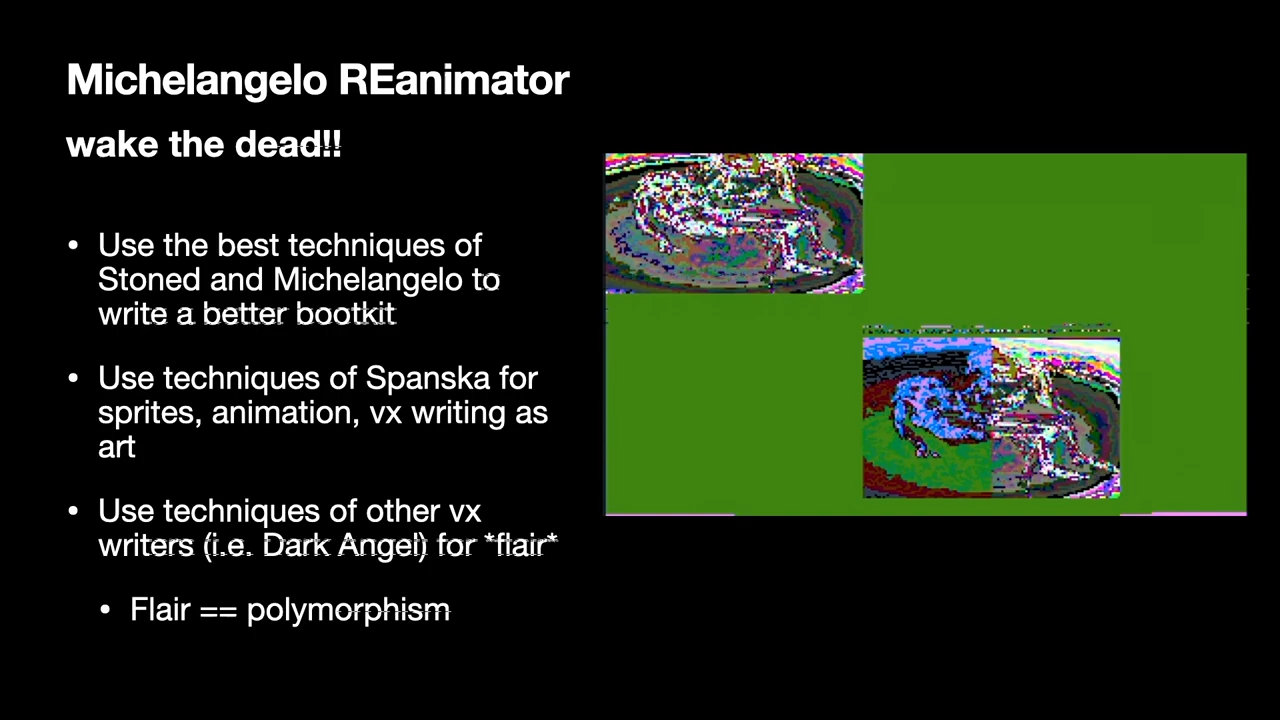 Michelangelo REanimator
wake the dead!!
• Use the best techniques of
Stoned and Michelangelo to
write a better bootkit
• Use techniques of Spanska for
sprites, animation, vx writing as
art
• Use techniques of other vx
writers (i.e. Dark Angel) for *flair*
• Flair == polymorphism